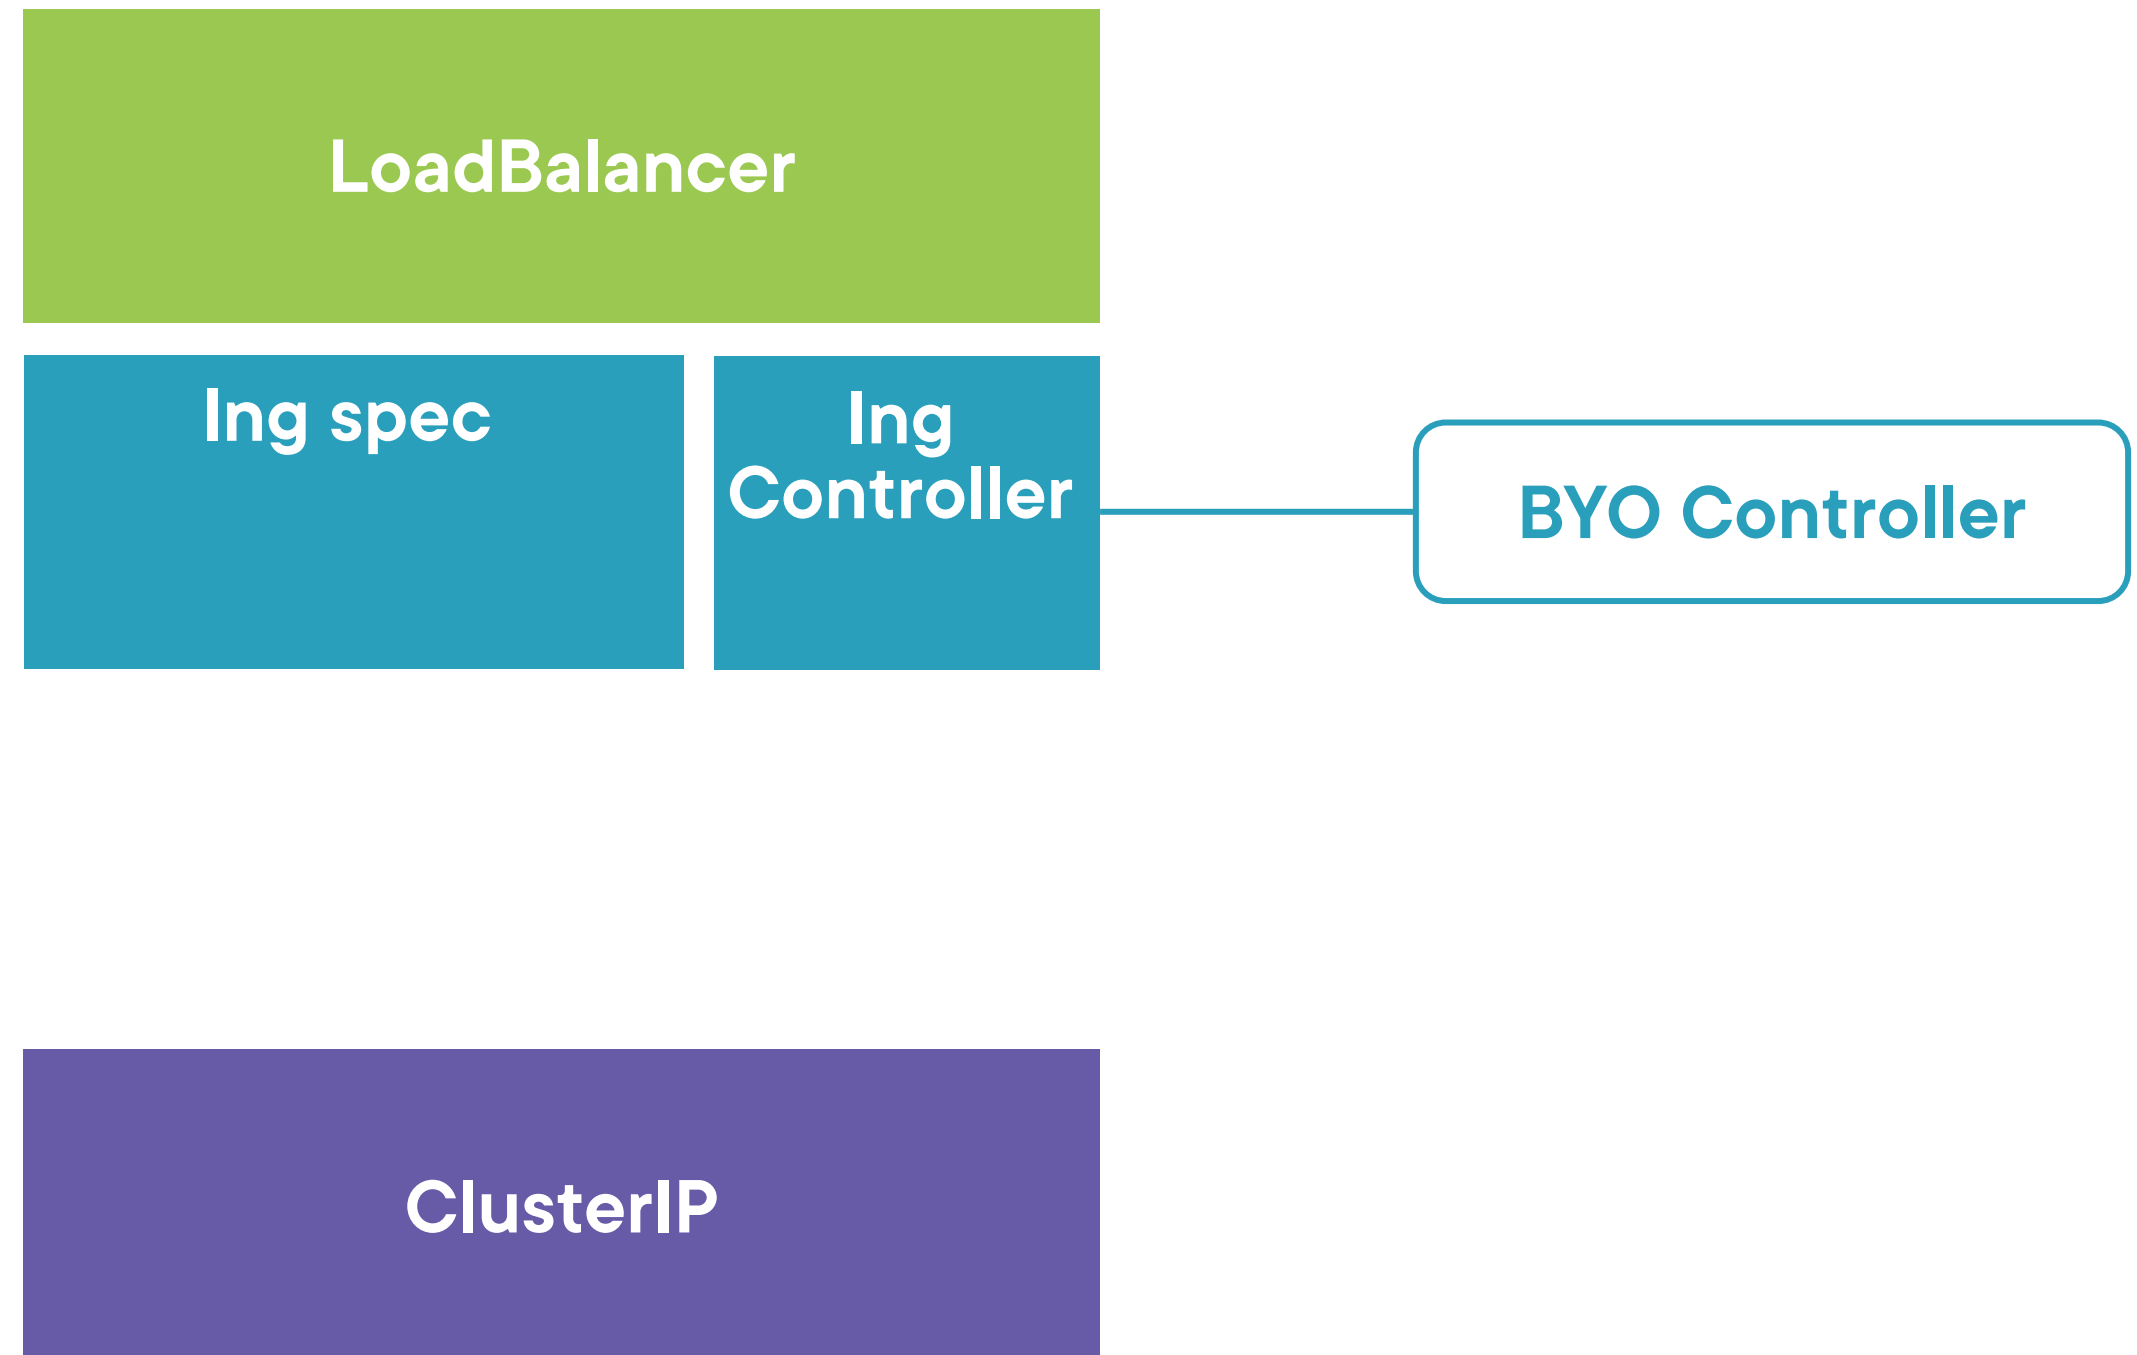 LoadBalancer
Ing spec
Ing
Controller
BYO Controller
ClusterIP